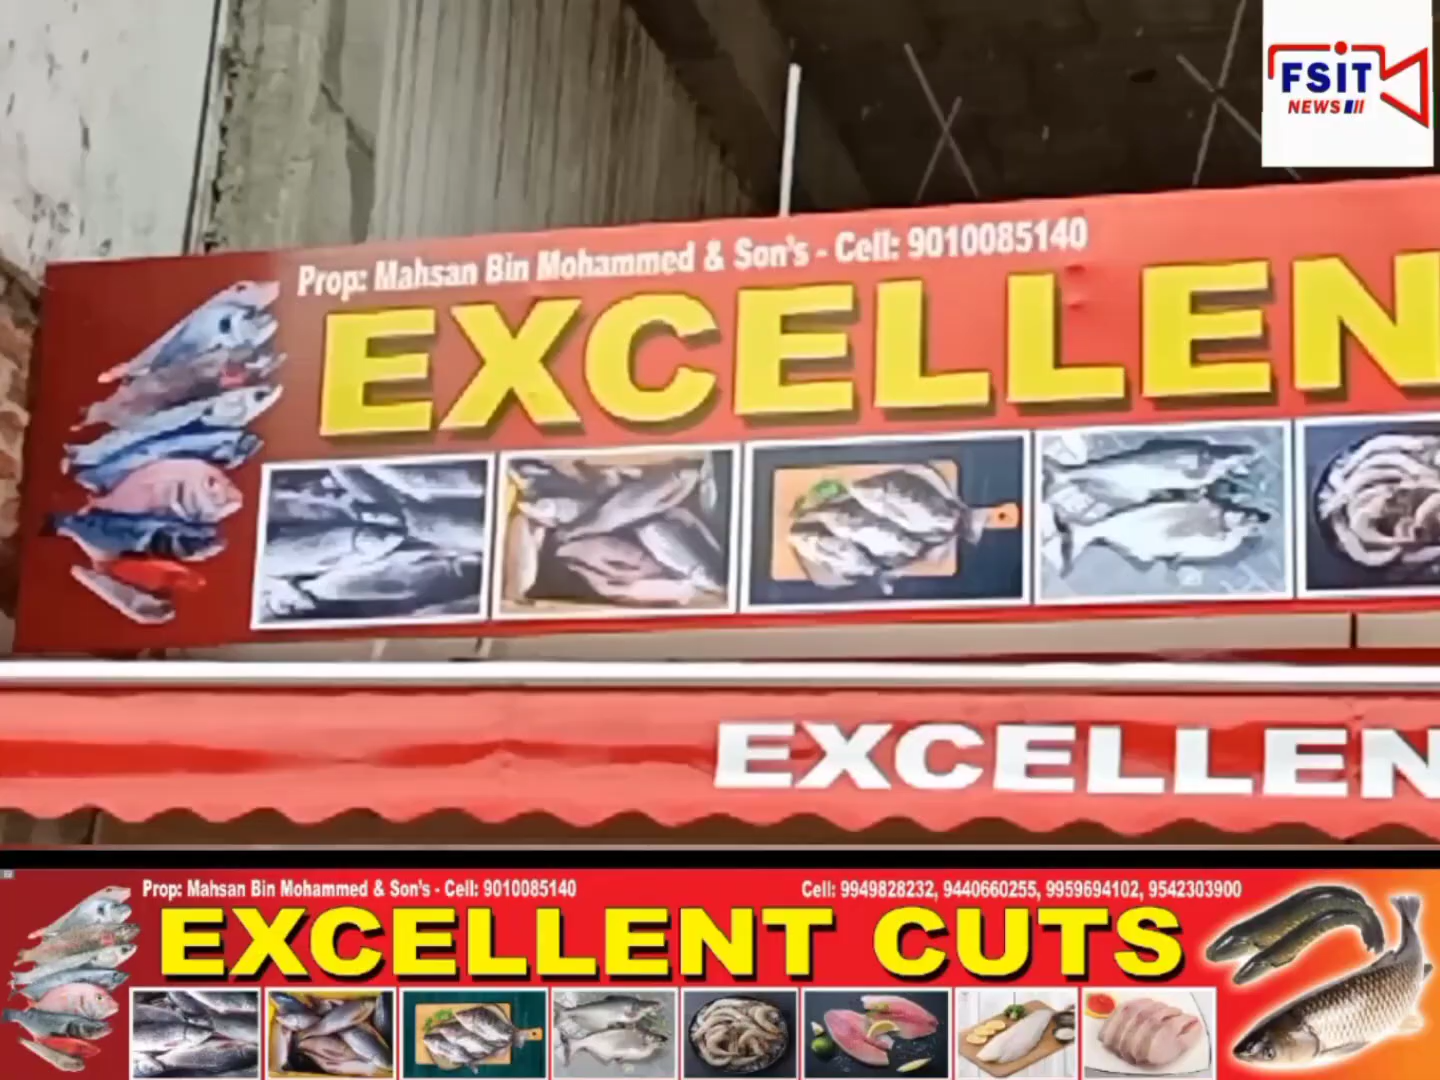 FSiT
NEWS
Prop: Mahsan Bin Mohammed & Son's - Cell: 9010085140
EXCELLEN
EXCELLEN
Prop: Mahsan Bin Mohammed & Son's - Cell: 9010085140
Cell: 9949828232, 9440660255, 9959694102, 9542303900
EXCELLENT CUTS